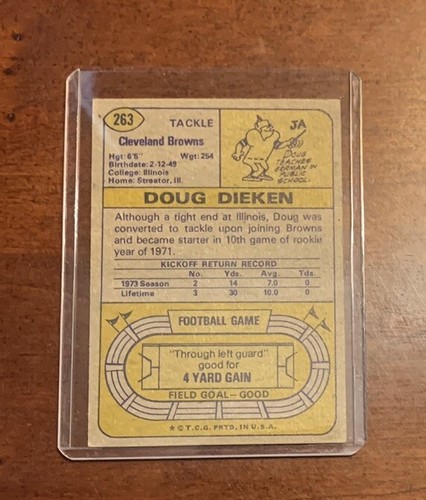 263
TACKLE
Cleveland Browns
Hgt: 6'5" Wgt: 254
Birthdate: 2-12-49
College: Illinois
Home: Streator, Ill.
JA
DOUG
TEACHES
GERMAN IN
PUBLIC
SCHOOL.
DOUG DIEKEN
Although a tight end at Illinois, Doug was
converted to tackle upon joining Browns
and became starter in 10th game of rookie
year of 1971.
KICKOFF RETURN RECORD
No. Yds. Avg. Tds.
1973 Season 2 14 7.0 0
Lifetime 3 30 10.0 0
FOOTBALL GAME
"Through left guard"
good for
4 YARD GAIN
FIELD GOAL—GOOD
* © T.C.G. PRTD. IN U.S.A.